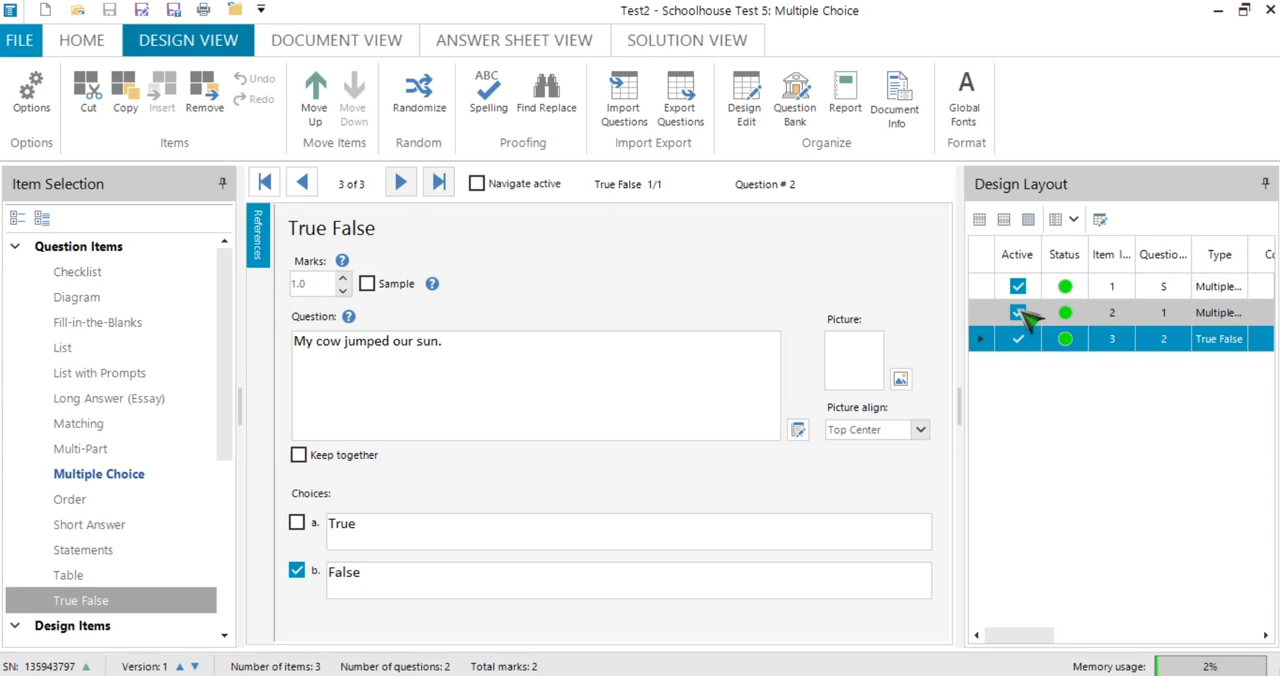 Test2 - Schoolhouse Test 5: Multiple Choice
FILE HOME DESIGN VIEW DOCUMENT VIEW ANSWER SHEET VIEW SOLUTION VIEW
Options Cut Copy Insert Remove Undo Redo Move Up Move Down Randomize ABC Spelling Find Replace Import Questions Export Questions Design Edit Question Bank Report Document Info A Global Fonts
Options Items Move Items Random Proofing Import Export Organize Format
Item Selection
Question Items
Checklist
Diagram
Fill-in-the-Blanks
List
List with Prompts
Long Answer (Essay)
Matching
Multi-Part
Multiple Choice
Order
Short Answer
Statements
Table
True False
Design Items
3 of 3 Navigate active True False 1/1 Question # 2
References
True False
Marks: ?
1.0 Sample ?
Question: ?
My cow jumped our sun.
Keep together
Picture:
Picture align:
Top Center
Choices:
a. True
b. False
Design Layout
Active Status Item I... Questio... Type
1 S Multiple...
2 1 Multiple...
3 2 True False
SN: 135943797 Version: 1 Number of items: 3 Number of questions: 2 Total marks: 2 Memory usage: 2%